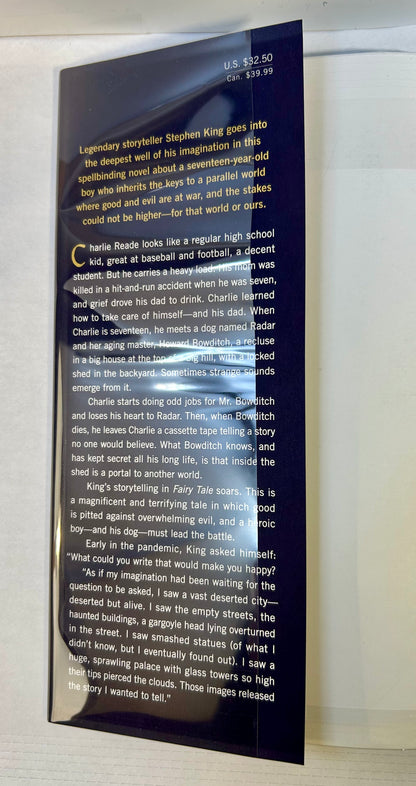 U.S. $32.50
Can. $39.99
Legendary storyteller Stephen King goes into
the deepest well of his imagination in this
spellbinding novel about a seventeen-year-old
boy who inherits the keys to a parallel world
where good and evil are at war, and the stakes
could not be higher—for that world or ours.
Charlie Reade looks like a regular high school
kid, great at baseball and football, a decent
student. But he carries a heavy load. His mom was
killed in a hit-and-run accident when he was seven,
and grief drove his dad to drink. Charlie learned
how to take care of himself—and his dad. When
Charlie is seventeen, he meets a dog named Radar
and her aging master, Howard Bowditch, a recluse
in a big house at the top of a big hill, with a locked
shed in the backyard. Sometimes strange sounds
emerge from it.
Charlie starts doing odd jobs for Mr. Bowditch
and loses his heart to Radar. Then, when Bowditch
dies, he leaves Charlie a cassette tape telling a story
no one would believe. What Bowditch knows, and
has kept secret all his long life, is that inside the
shed is a portal to another world.
King's storytelling in Fairy Tale soars. This is
a magnificent and terrifying tale in which good
is pitted against overwhelming evil, and a heroic
boy—and his dog—must lead the battle.
Early in the pandemic, King asked himself:
"What could you write that would make you happy?
"As if my imagination had been waiting for the
question to be asked, I saw a vast deserted city—
deserted but alive. I saw the empty streets, the
haunted buildings, a gargoyle head lying overturned
in the street. I saw smashed statues (of what I
didn't know, but I eventually found out). I saw a
huge, sprawling palace with glass towers so high
their tips pierced the clouds. Those images released
the story I wanted to tell."